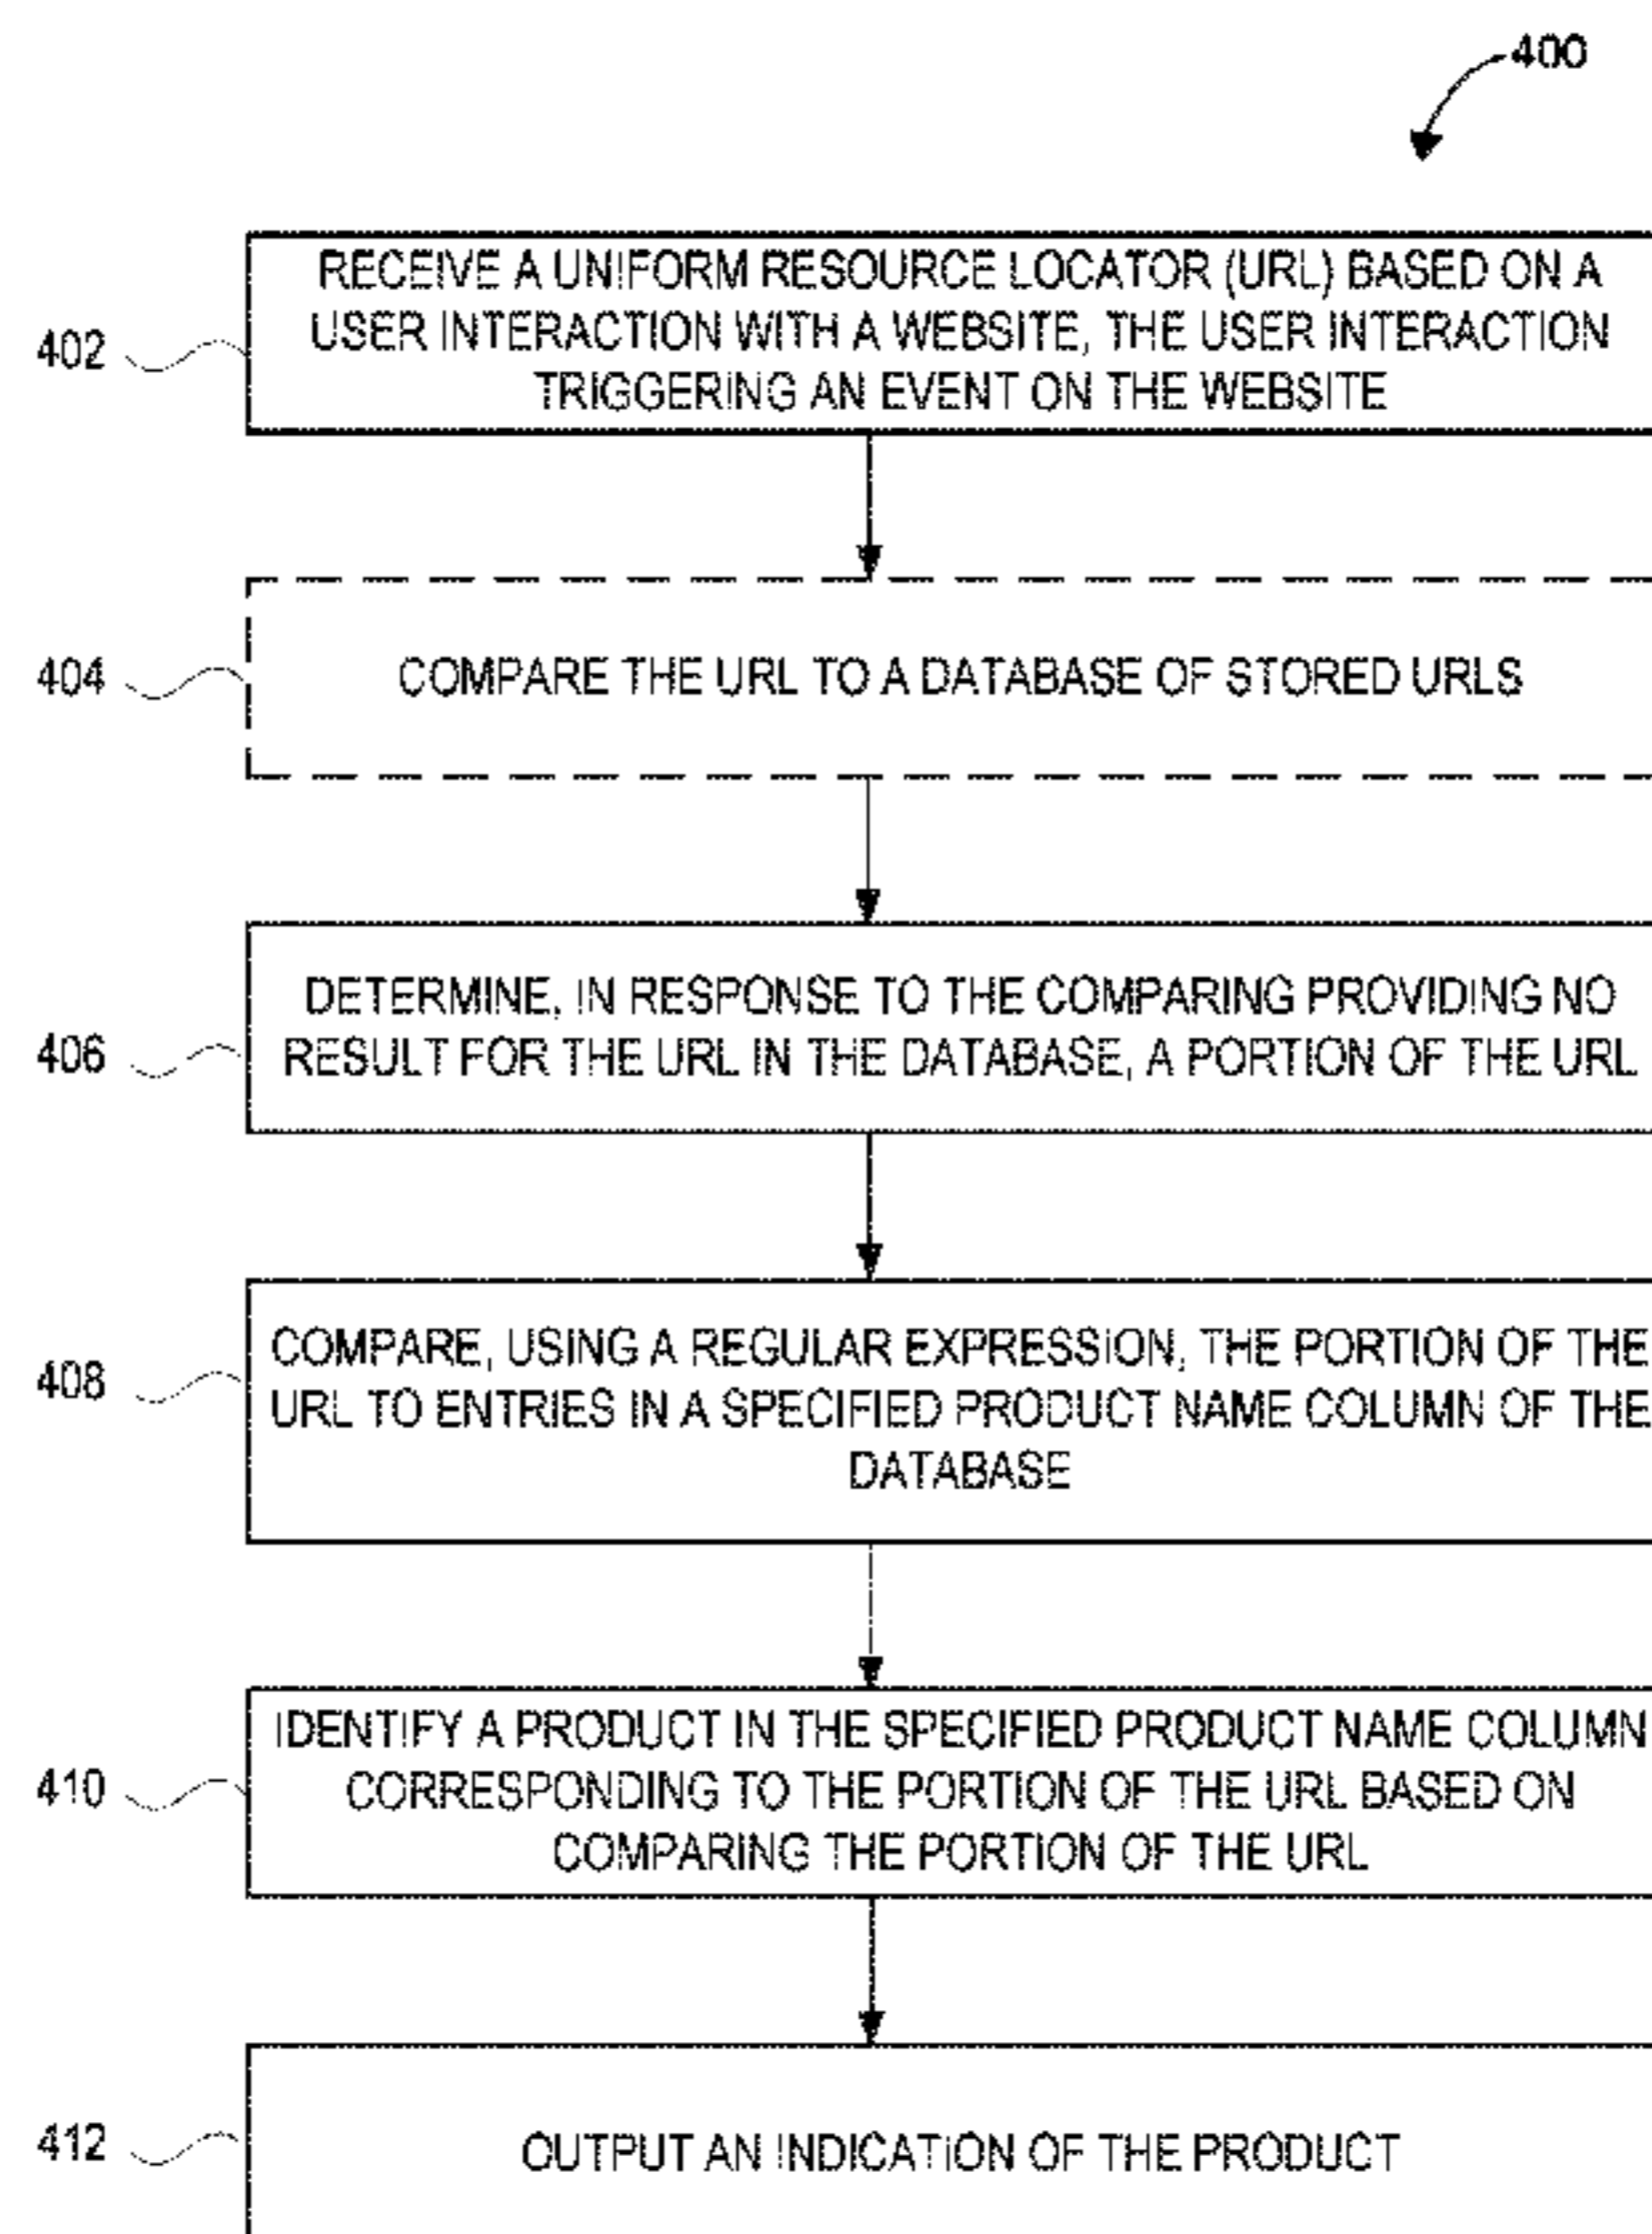 400
402
RECEIVE A UNIFORM RESOURCE LOCATOR (URL) BASED ON A
USER INTERACTION WITH A WEBSITE, THE USER INTERACTION
TRIGGERING AN EVENT ON THE WEBSITE
404
COMPARE THE URL TO A DATABASE OF STORED URLS
406
DETERMINE, IN RESPONSE TO THE COMPARING PROVIDING NO
RESULT FOR THE URL IN THE DATABASE, A PORTION OF THE URL
408
COMPARE, USING A REGULAR EXPRESSION, THE PORTION OF THE
URL TO ENTRIES IN A SPECIFIED PRODUCT NAME COLUMN OF THE
DATABASE
410
IDENTIFY A PRODUCT IN THE SPECIFIED PRODUCT NAME COLUMN
CORRESPONDING TO THE PORTION OF THE URL BASED ON
COMPARING THE PORTION OF THE URL
412
OUTPUT AN INDICATION OF THE PRODUCT